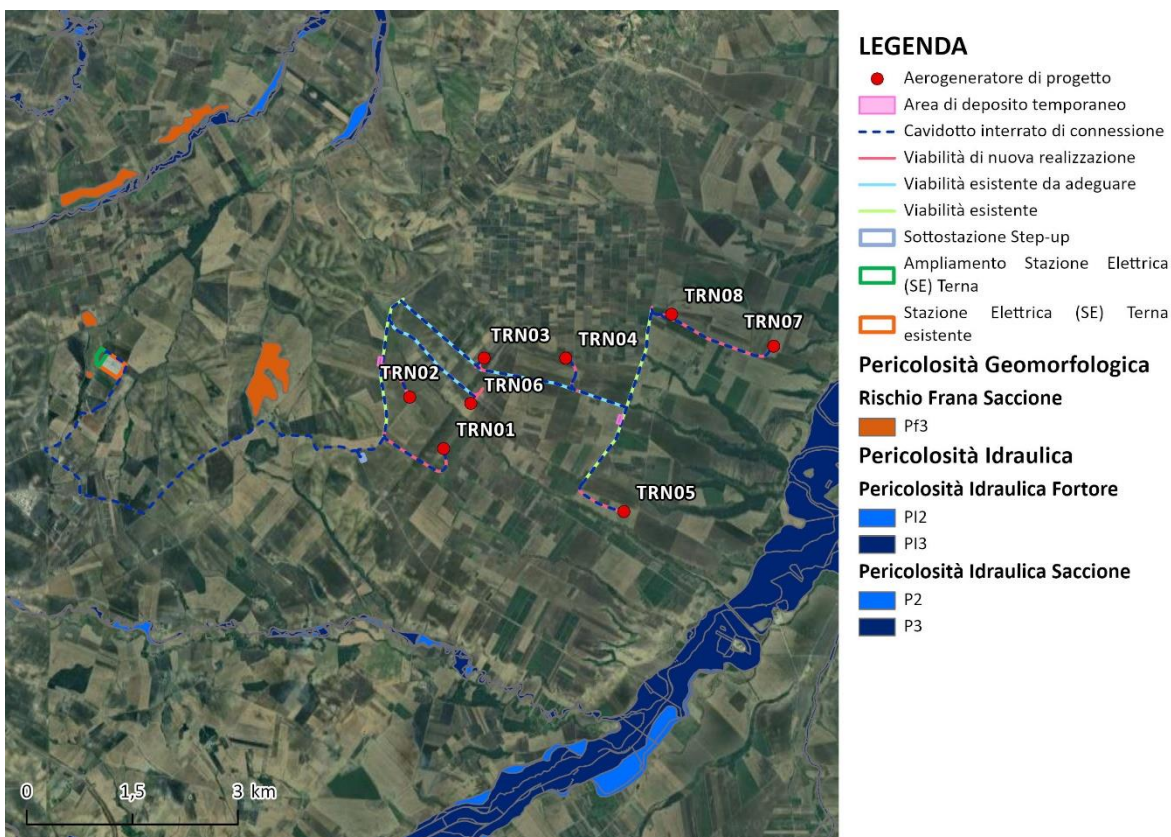 TRN08
TRN07
TRN03
TRN04
TRN02
TRN06
TRN01
TRN05
0 1,5 3 km
LEGENDA
Aerogeneratore di progetto
Area di deposito temporaneo
Cavidotto interrato di connessione
Viabilità di nuova realizzazione
Viabilità esistente da adeguare
Viabilità esistente
Sottostazione Step-up
Ampliamento Stazione Elettrica
(SE) Terna
Stazione Elettrica (SE) Terna
esistente
Pericolosità Geomorfologica
Rischio Frana Saccione
Pf3
Pericolosità Idraulica
Pericolosità Idraulica Fortore
PI2
PI3
Pericolosità Idraulica Saccione
P2
P3